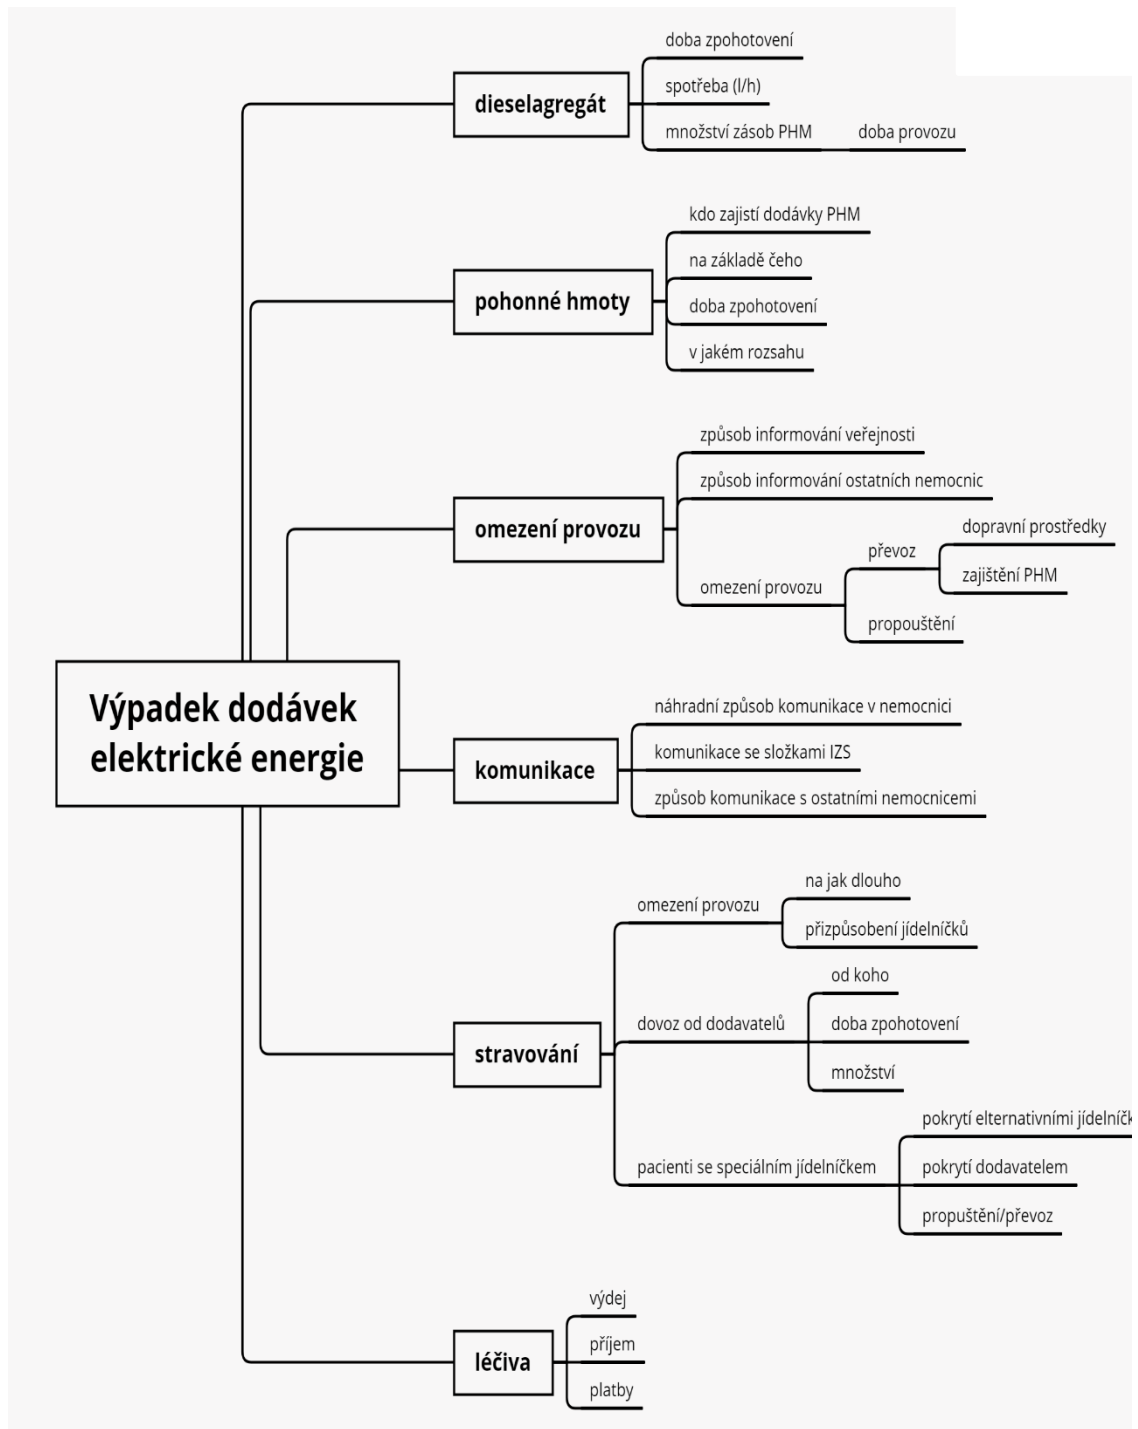 doba zpohotovení
dieselagregát
spotřeba (l/h)
množství zásob PHM
doba provozu
kdo zajistí dodávky PHM
na základě čeho
pohonné hmoty
doba zpohotovení
v jakém rozsahu
způsob informování veřejnosti
způsob informování ostatních nemocnic
omezení provozu
omezení provozu
převoz
dopravní prostředky
zajištění PHM
propouštění
Výpadek dodávek
elektrické energie
náhradní způsob komunikace v nemocnici
komunikace
komunikace se složkami IZS
způsob komunikace s ostatními nemocnicemi
stravování
omezení provozu
na jak dlouho
přizpůsobení jídelníčků
dovoz od dodavatelů
od koho
doba zpohotovení
množství
pacienti se speciálním jídelníčkem
pokrytí elternativními
pokrytí dodavatelem
propuštění/převoz
léčiva
výdej
příjem
platby